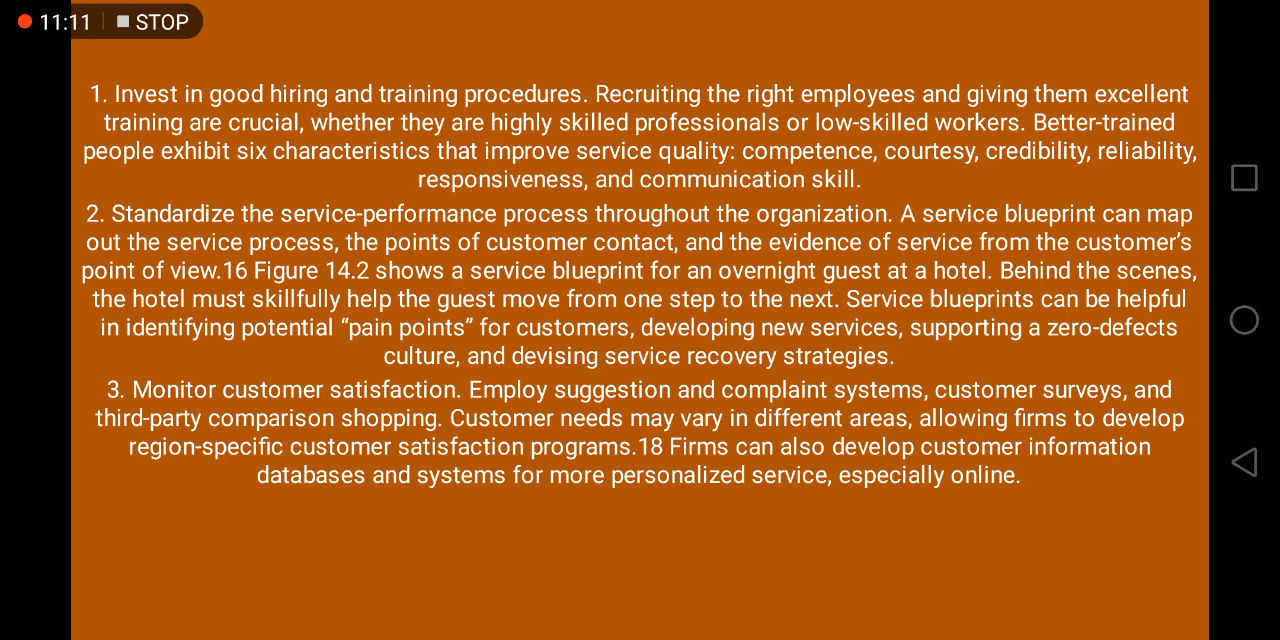 11:11 STOP
1. Invest in good hiring and training procedures. Recruiting the right employees and giving them excellent
training are crucial, whether they are highly skilled professionals or low-skilled workers. Better-trained
people exhibit six characteristics that improve service quality: competence, courtesy, credibility, reliability,
responsiveness, and communication skill.
2. Standardize the service-performance process throughout the organization. A service blueprint can map
out the service process, the points of customer contact, and the evidence of service from the customer’s
point of view.16 Figure 14.2 shows a service blueprint for an overnight guest at a hotel. Behind the scenes,
the hotel must skillfully help the guest move from one step to the next. Service blueprints can be helpful
in identifying potential “pain points” for customers, developing new services, supporting a zero-defects
culture, and devising service recovery strategies.
3. Monitor customer satisfaction. Employ suggestion and complaint systems, customer surveys, and
third-party comparison shopping. Customer needs may vary in different areas, allowing firms to develop
region-specific customer satisfaction programs.18 Firms can also develop customer information
databases and systems for more personalized service, especially online.